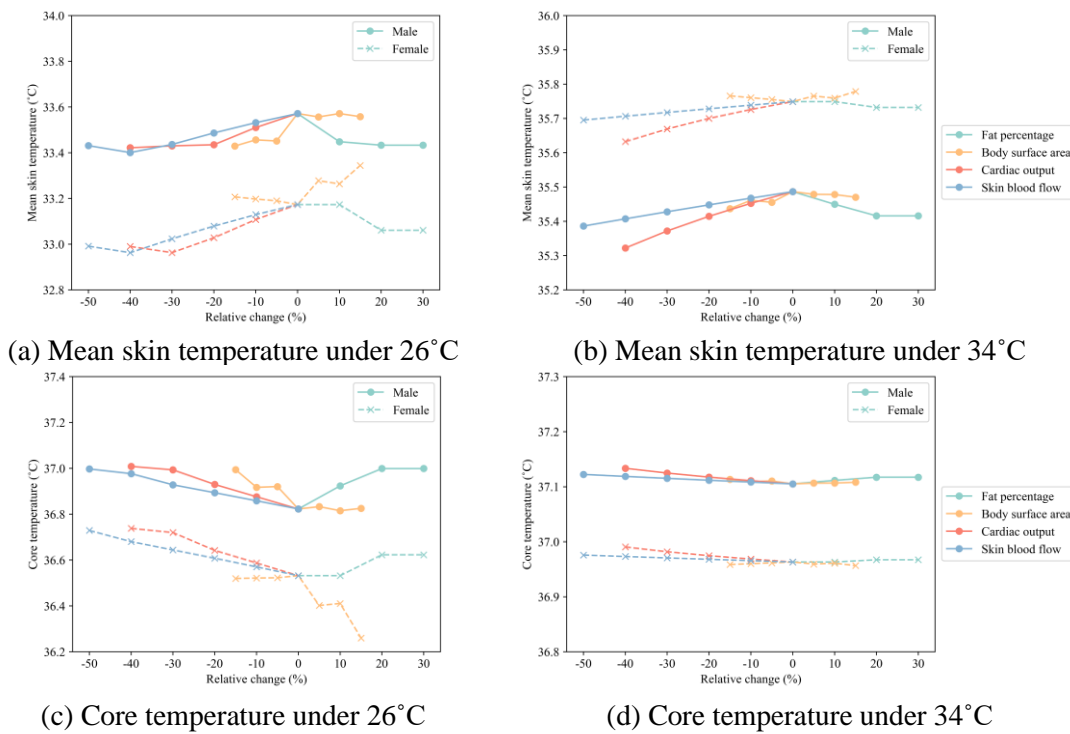 34.0
33.8
33.6
33.4
33.2
33.0
32.8
Mean skin temperature (˚C)
-50 -40 -30 -20 -10 0 10 20 30
Relative change (%)
Male
Female
(a) Mean skin temperature under 26˚C
36.0
35.9
35.8
35.7
35.6
35.5
35.4
35.3
35.2
Mean skin temperature (˚C)
-50 -40 -30 -20 -10 0 10 20 30
Relative change (%)
Male
Female
Fat percentage
Body surface area
Cardiac output
Skin blood flow
(b) Mean skin temperature under 34˚C
37.4
37.2
37.0
36.8
36.6
36.4
36.2
Core temperature (˚C)
-50 -40 -30 -20 -10 0 10 20 30
Relative change (%)
Male
Female
(c) Core temperature under 26˚C
37.3
37.2
37.1
37.0
36.9
36.8
Core temperature (˚C)
-50 -40 -30 -20 -10 0 10 20 30
Relative change (%)
Male
Female
Fat percentage
Body surface area
Cardiac output
Skin blood flow
(d) Core temperature under 34˚C